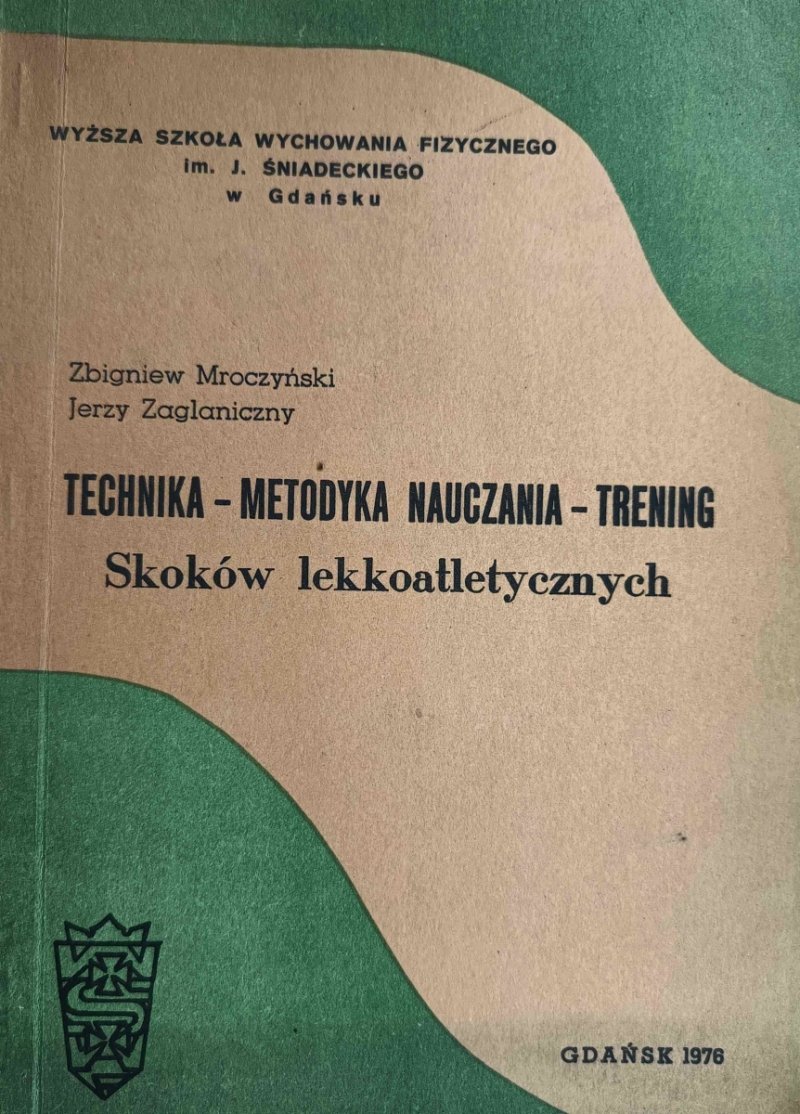 WYŻSZA SZKOŁA WYCHOWANIA FIZYCZNEGO
im. J. ŚNIADECKIEGO
w Gdańsku
Zbigniew Mroczyński
Jerzy Zaglaniczny
TECHNIKA – METODYKA NAUCZANIA – TRENING
Skoków lekkoatletycznych
GDAŃSK 1976